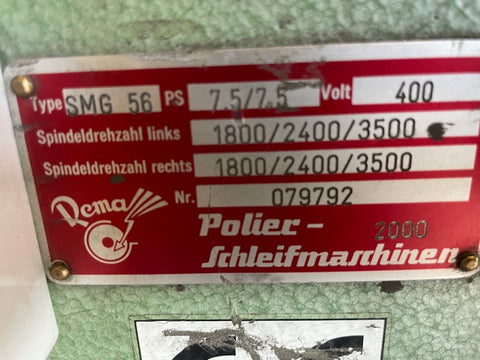 Type SMG 56 PS 7.5/7.5 Volt 400
Spindeldrehzahl links 1800/2400/3500
Spindeldrehzahl rechts 1800/2400/3500
Rema Nr. 079792
Polier- 2000
Schleifmaschinen